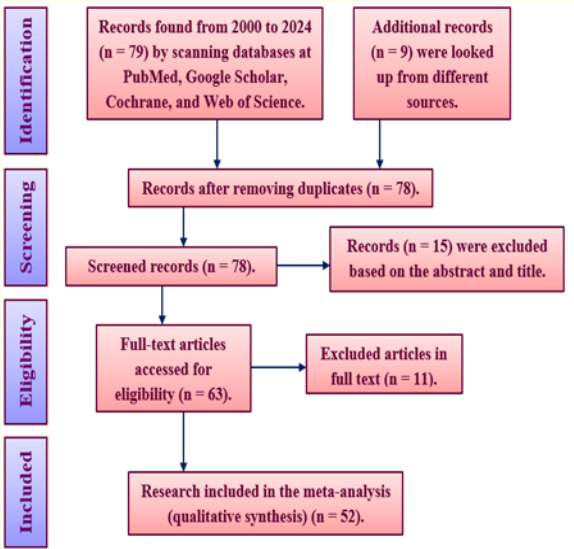 Identification
Records found from 2000 to 2024
(n = 79) by scanning databases at
PubMed, Google Scholar,
Cochrane, and Web of Science.
Additional records
(n = 9) were looked
up from different
sources.
Screening
Records after removing duplicates (n = 78).
Screened records (n = 78).
Records (n = 15) were excluded
based on the abstract and title.
Eligibility
Full-text articles
accessed for
eligibility (n = 63).
Excluded articles in
full text (n = 11).
Included
Research included in the meta-analysis
(qualitative synthesis) (n = 52).